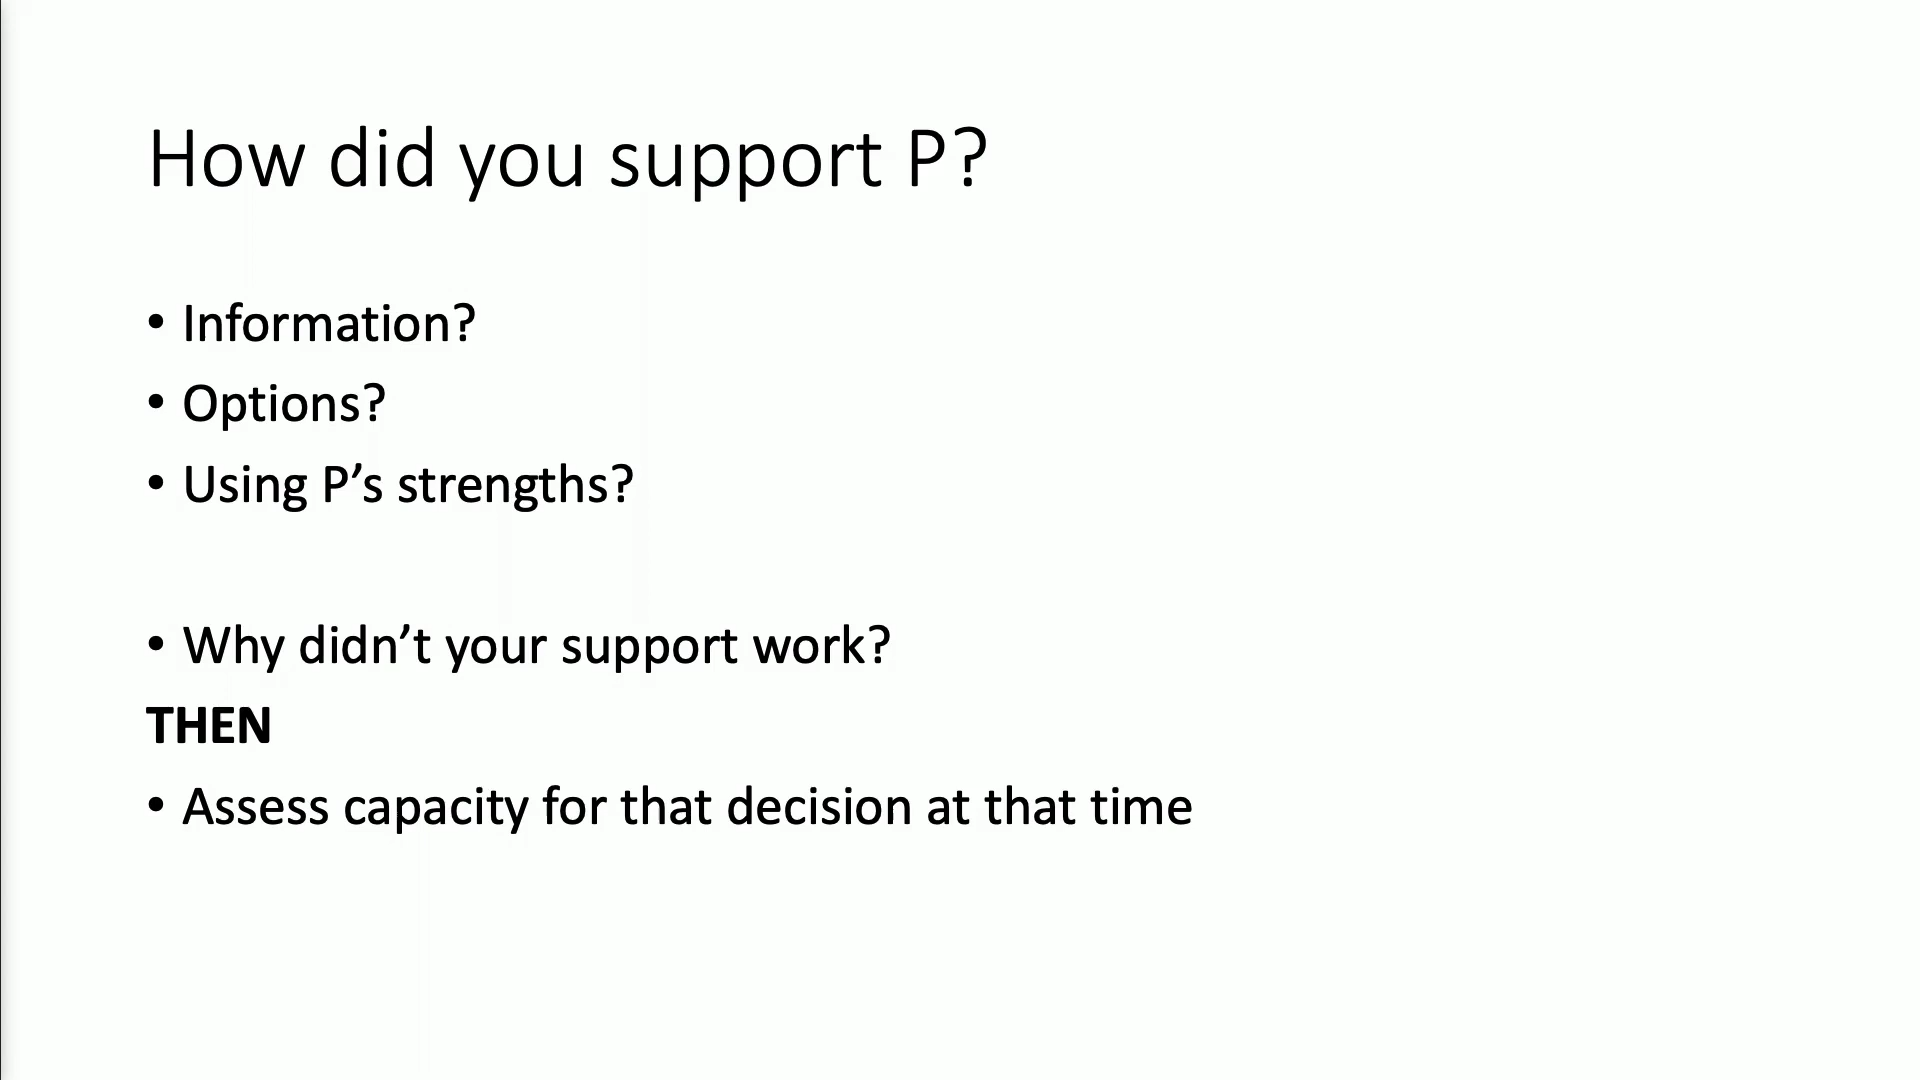 How did you support P?
• Information?
• Options?
• Using P’s strengths?
• Why didn’t your support work?
THEN
• Assess capacity for that decision at that time